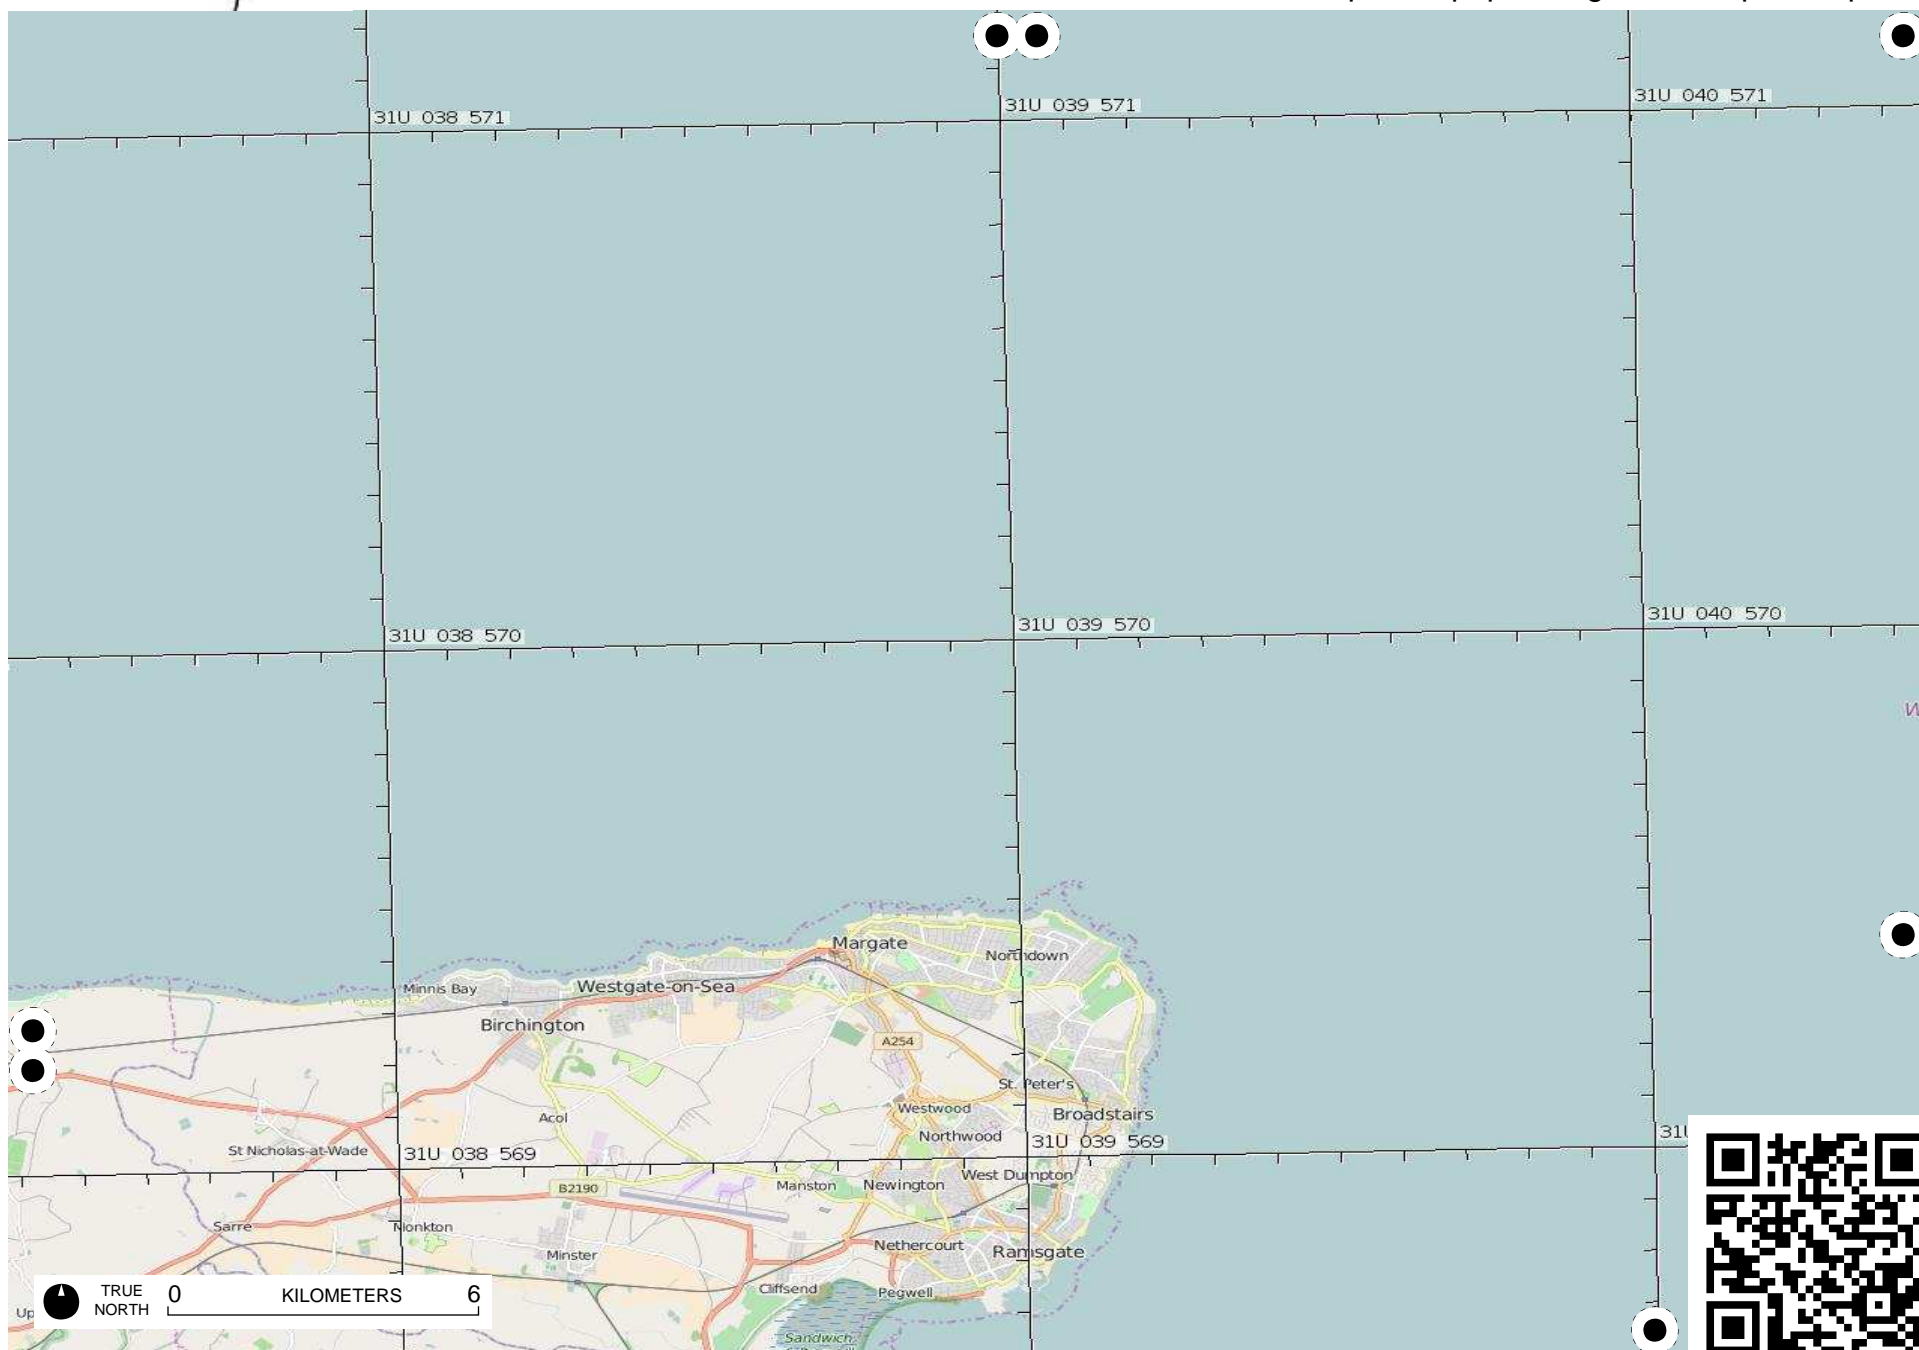 31U 038 571
31U 039 571
31U 040 571
31U 038 570
31U 039 570
31U 040 570
Margate
Northdown
Minnis Bay
Westgate-on-Sea
Birchington
A254
St. Peter's
Westwood
Broadstairs
Acol
Northwood
31U 039 569
St Nicholas-at-Wade
31U 038 569
West Dumpton
Manston
Newington
B2190
Sarre
Monkton
Nethercourt
Ramsgate
Minster
Cliffsend
Pegwell
TRUE NORTH
0 KILOMETERS 6
Up
Sandwich